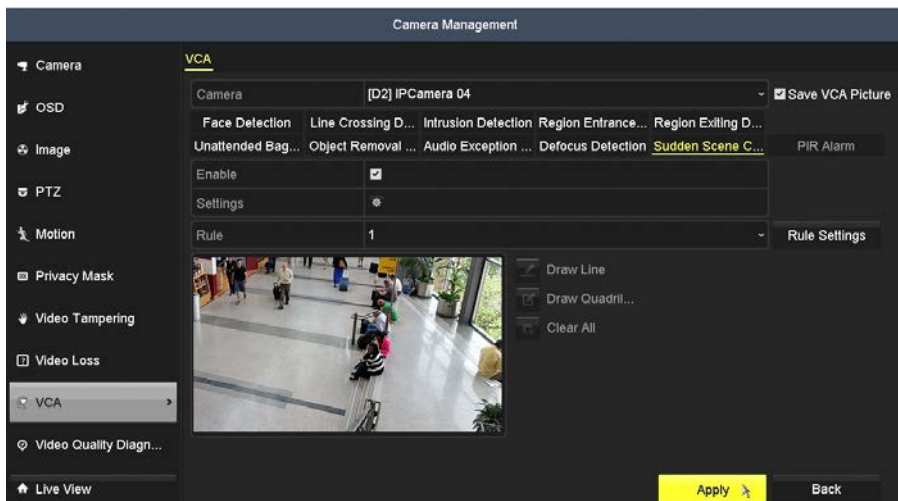 Camera Management
Camera
OSD
Image
PTZ
Motion
Privacy Mask
Video Tampering
Video Loss
VCA
Video Quality Diagn...
Live View
VCA
Camera [D2] IPCamera 04 Save VCA Picture
Face Detection Line Crossing D... Intrusion Detection Region Entrance... Region Exiting D...
Unattended Bag... Object Removal ... Audio Exception ... Defocus Detection Sudden Scene C... PIR Alarm
Enable
Settings
Rule 1 Rule Settings
Draw Line
Draw Quadril...
Clear All
Apply Back